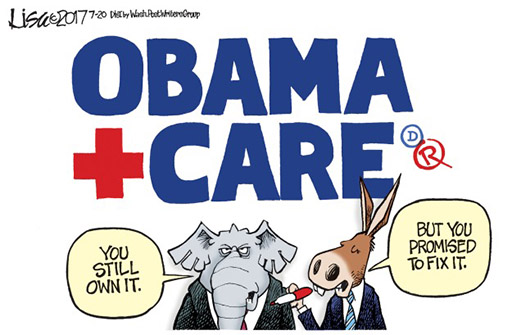 Lisa ©2017 7-20 Dist by Wash.Post Writers Group
OBAMA
+CARE
D
R
YOU
STILL
OWN IT.
BUT YOU
PROMISED
TO FIX IT.